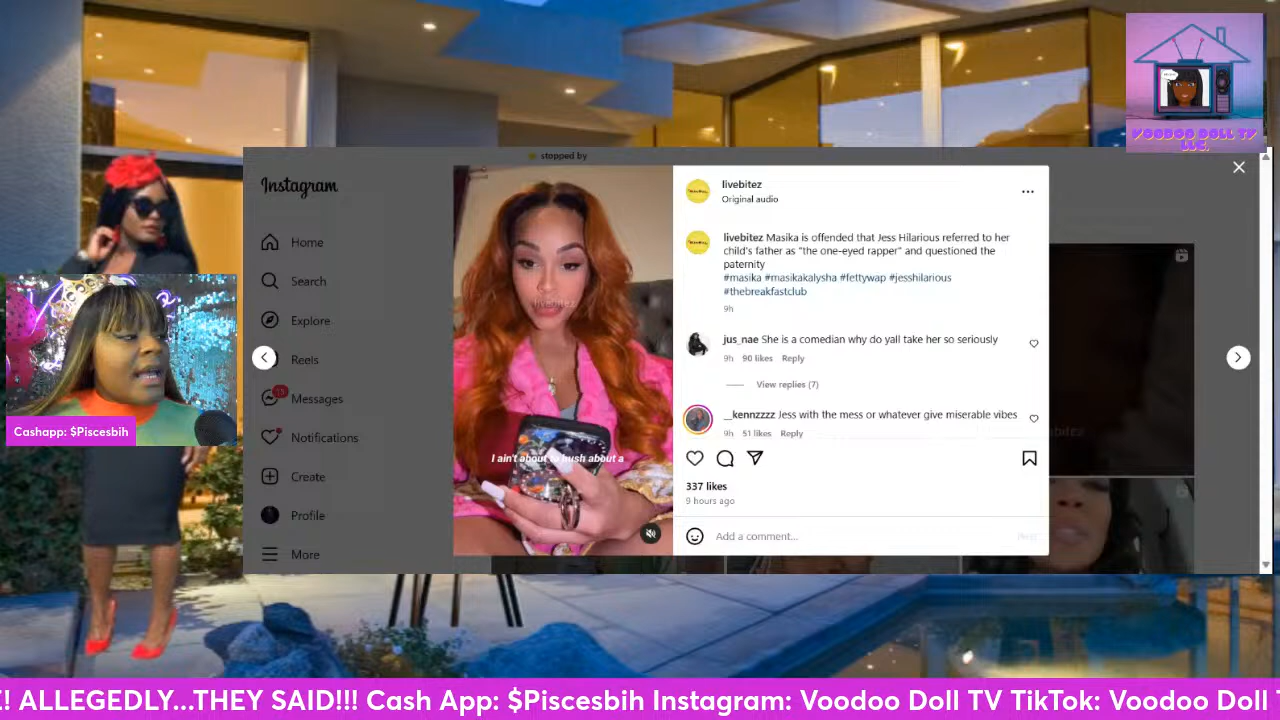 VOODOO DOLL TV
LLC.
stopped by
Instagram
Home
Search
Explore
Reels
Messages
Notifications
Create
Profile
More
livebitez
I ain't about to hush about a
livebitez
Original audio
livebitez Masika is offended that Jess Hilarious referred to her
child's father as "the one-eyed rapper" and questioned the
paternity
#masika #masikakalysha #fettywap #jesshilarious
#thebreakfastclub
9h
jus_nae She is a comedian why do yall take her so seriously
9h 90 likes Reply
View replies (7)
__kennzzzz Jess with the mess or whatever give miserable vibes
9h 51 likes Reply
337 likes
9 hours ago
Add a comment...
Post
Cashapp: $Piscesbih
! ALLEGEDLY...THEY SAID!!! Cash App: $Piscesbih Instagram: Voodoo Doll TV TikTok: Voodoo Doll